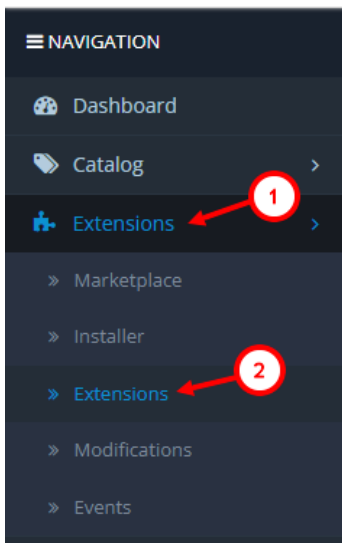 NAVIGATION
Dashboard
Catalog
1
Extensions
Marketplace
Installer
2
Extensions
Modifications
Events